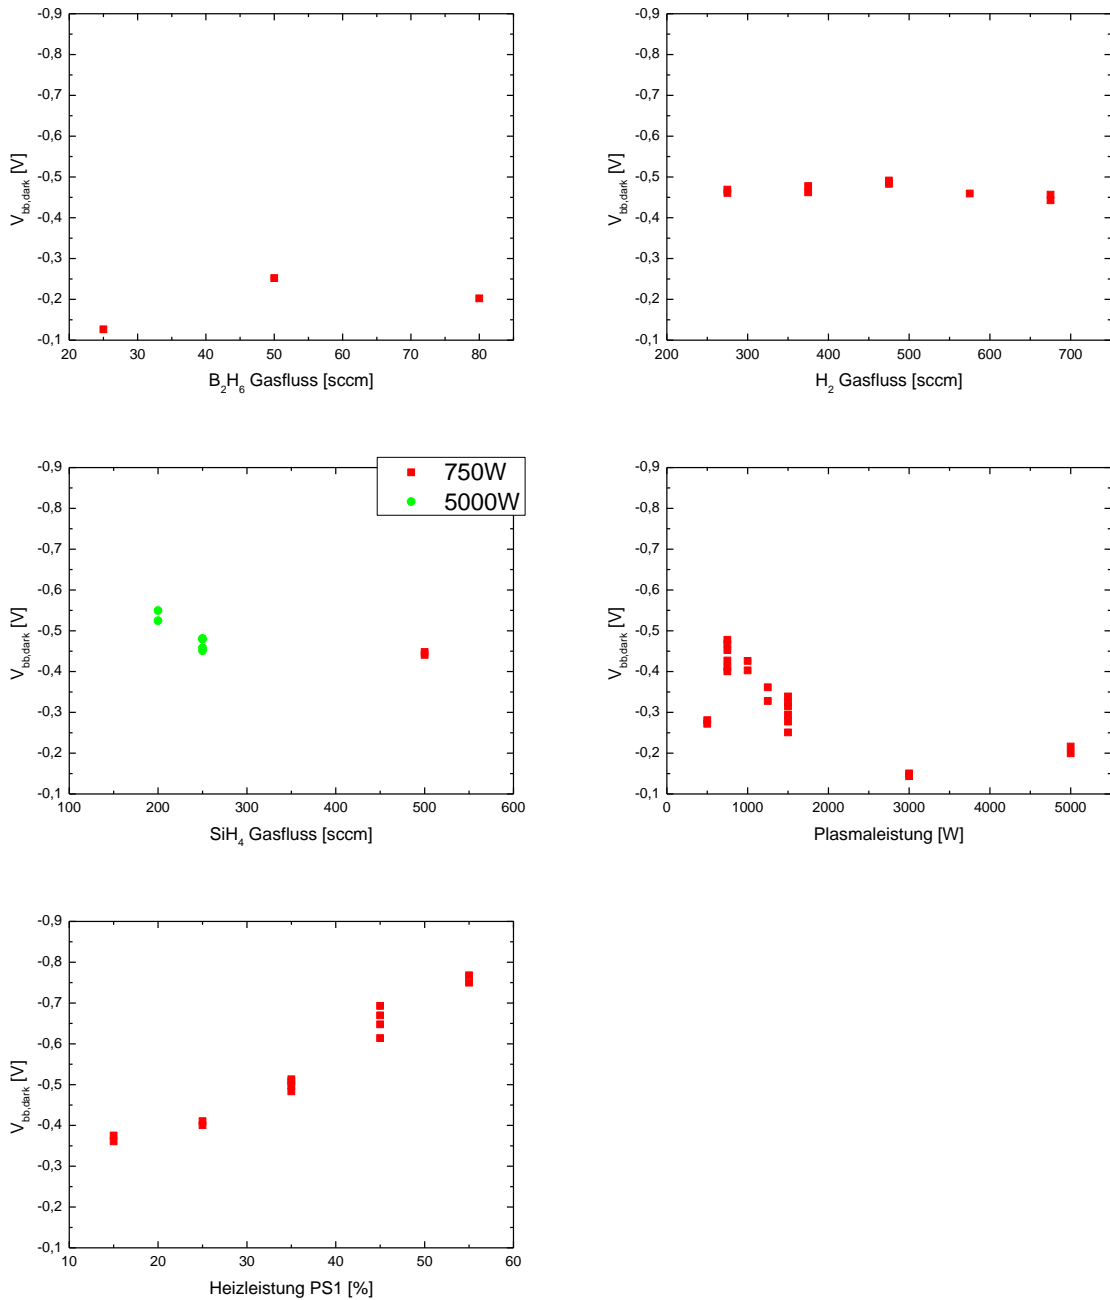 -0,9
-0,8
-0,7
-0,6
-0,5
-0,4
-0,3
-0,2
-0,1
V_bb,dark [V]
20 30 40 50 60 70 80
B₂H₆ Gasfluss [sccm]
-0,9
-0,8
-0,7
-0,6
-0,5
-0,4
-0,3
-0,2
-0,1
V_bb,dark [V]
200 300 400 500 600 700
H₂ Gasfluss [sccm]
-0,9
-0,8
-0,7
-0,6
-0,5
-0,4
-0,3
-0,2
-0,1
V_bb,dark [V]
750W
5000W
100 200 300 400 500 600
SiH₄ Gasfluss [sccm]
-0,9
-0,8
-0,7
-0,6
-0,5
-0,4
-0,3
-0,2
-0,1
V_bb,dark [V]
0 1000 2000 3000 4000 5000
Plasmaleistung [W]
-0,9
-0,8
-0,7
-0,6
-0,5
-0,4
-0,3
-0,2
-0,1
V_bb,dark [V]
10 20 30 40 50 60
Heizleistung PS1 [%]